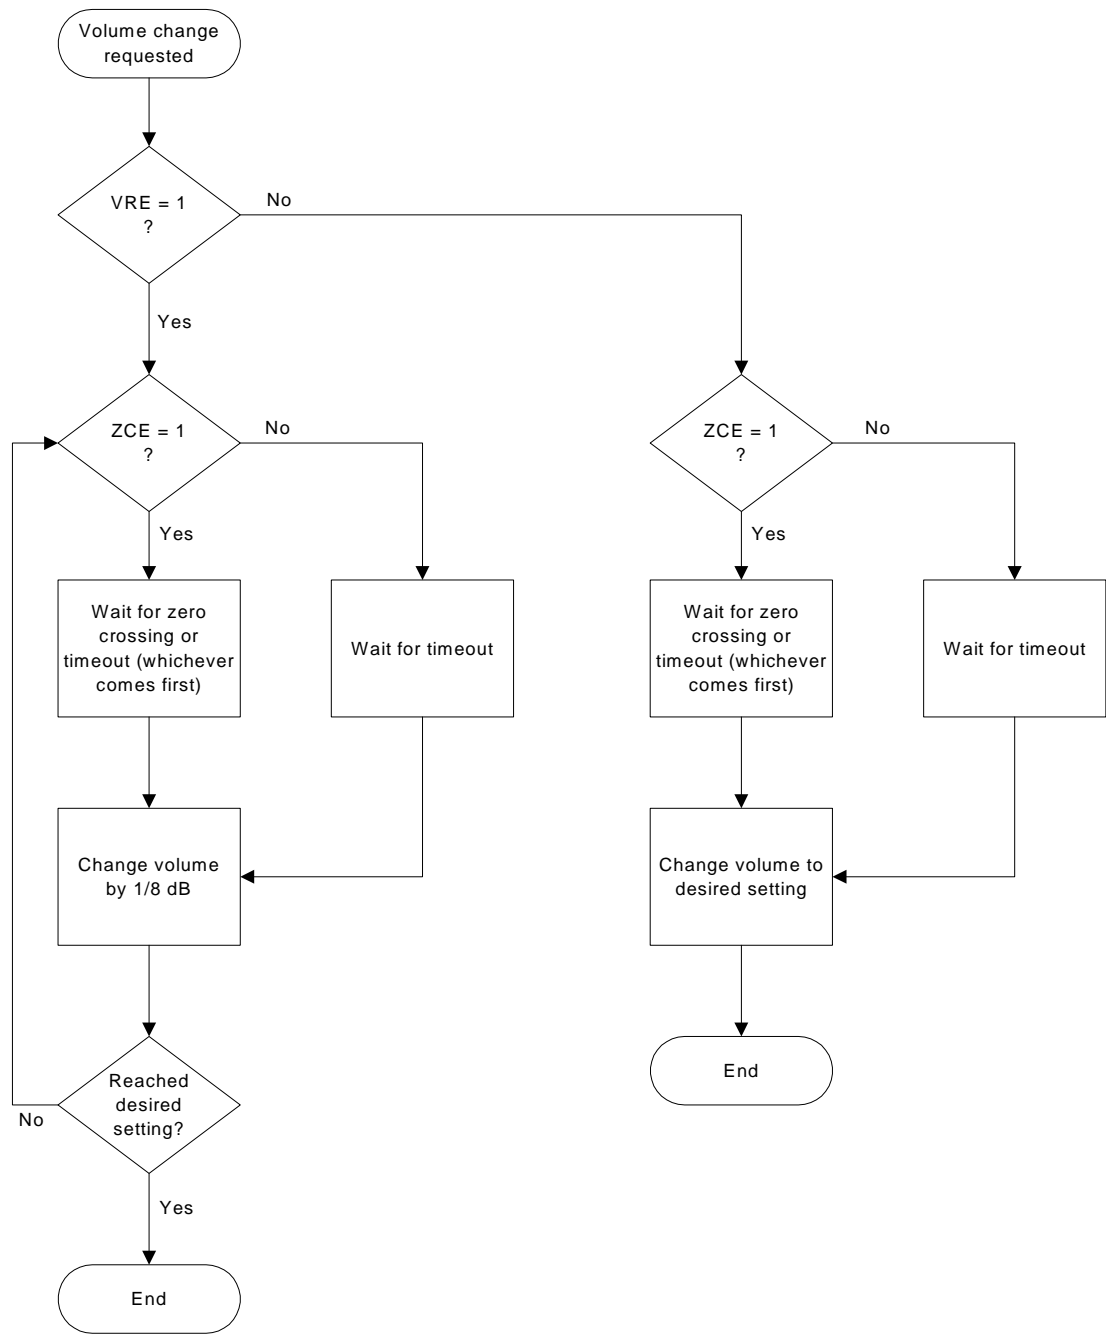 Volume change
requested
VRE = 1
?
No
Yes
ZCE = 1
?
No
Yes
ZCE = 1
?
No
Yes
Wait for zero
crossing or
timeout (whichever
comes first)
Wait for timeout
Wait for zero
crossing or
timeout (whichever
comes first)
Wait for timeout
Change volume
by 1/8 dB
Change volume to
desired setting
Reached
desired
setting?
No
Yes
End
End